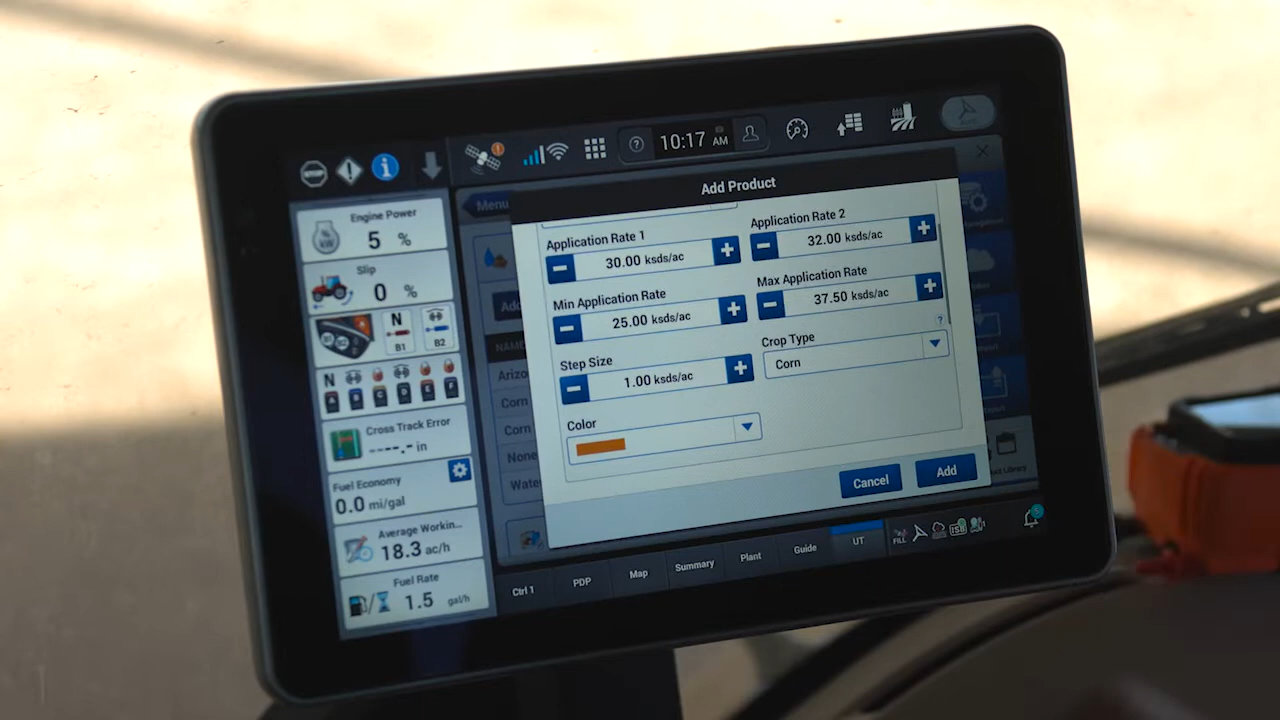 10:17 AM
Engine Power
5 %
Slip
0 %
N
B1
B2
N
B
C
D
E
F
Cross Track Error
----.- in
Fuel Economy
0.0 mi/gal
Average Workin...
18.3 ac/h
Fuel Rate
1.5 gal/h
Menu
Add Product
Application Rate 1
30.00 ksds/ac
Application Rate 2
32.00 ksds/ac
Min Application Rate
25.00 ksds/ac
Max Application Rate
37.50 ksds/ac
Step Size
1.00 ksds/ac
?
Crop Type
Corn
Color
Cancel
Add
NAME
Arizo
Corn
Corn
None
Wate
Ctrl 1
PDP
Map
Summary
Plant
Guide
UT
FILL
ISB